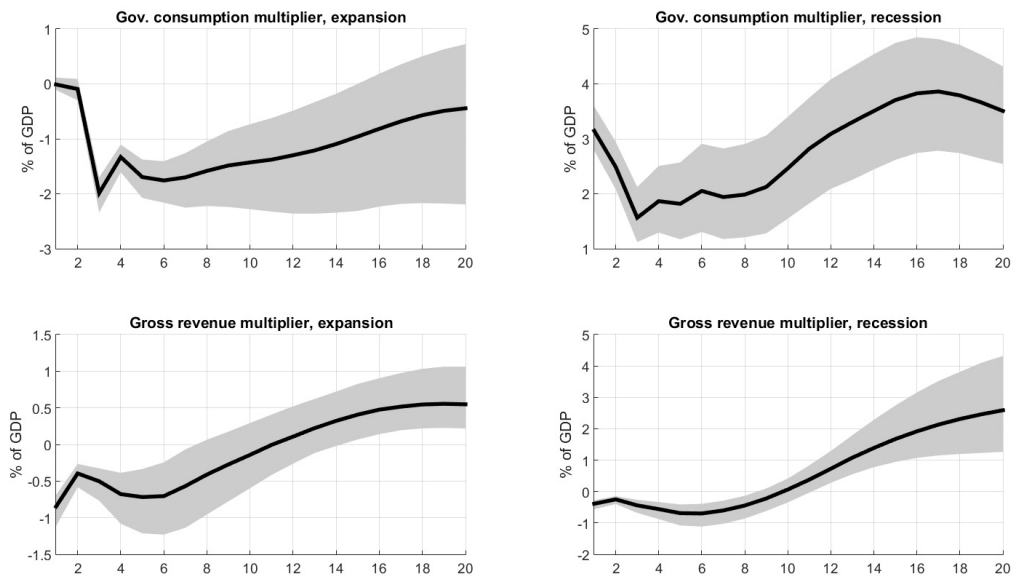 Gov. consumption multiplier, expansion
% of GDP
1
0
-1
-2
-3
2 4 6 8 10 12 14 16 18 20
Gov. consumption multiplier, recession
% of GDP
5
4
3
2
1
2 4 6 8 10 12 14 16 18 20
Gross revenue multiplier, expansion
% of GDP
1.5
1
0.5
0
-0.5
-1
-1.5
2 4 6 8 10 12 14 16 18 20
Gross revenue multiplier, recession
% of GDP
5
4
3
2
1
0
-1
-2
2 4 6 8 10 12 14 16 18 20